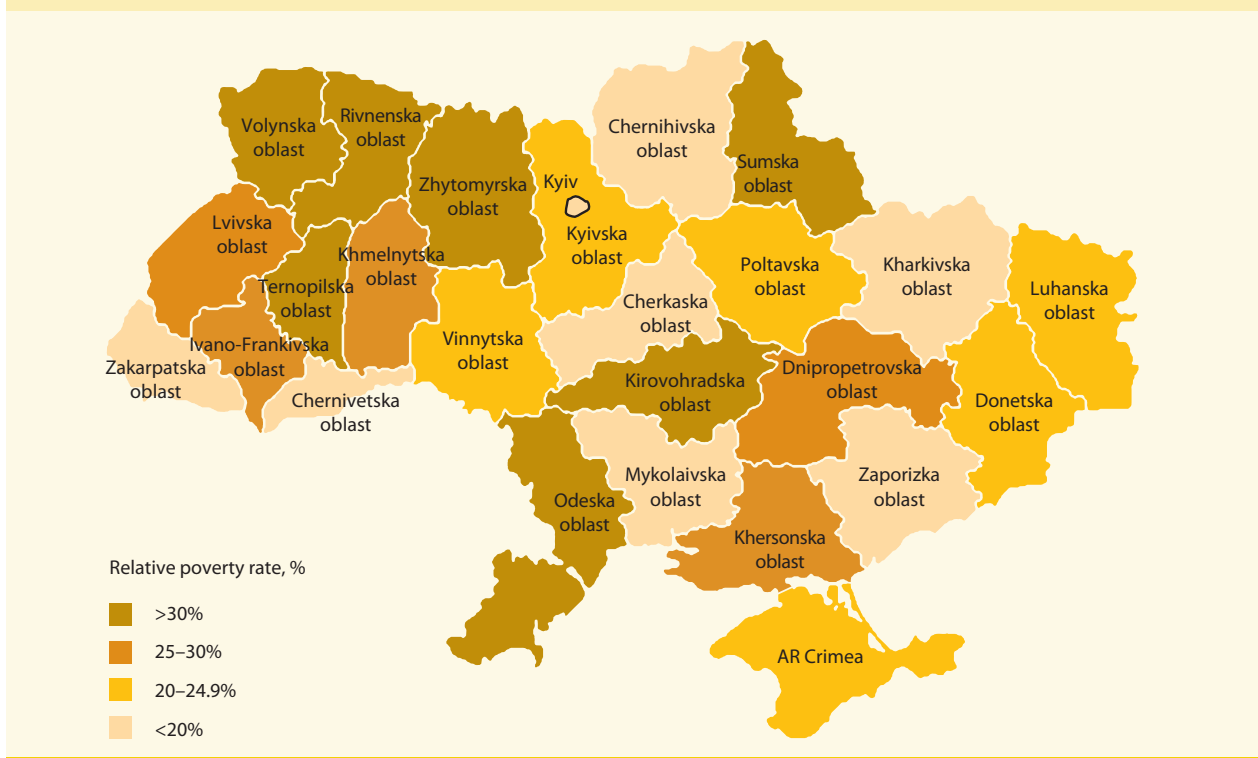 Volynska
oblast
Rivnenska
oblast
Zhytomyrska
oblast
Kyiv
Kyivska
oblast
Chernihivska
oblast
Sumska
oblast
Lvivska
oblast
Ternopilska
oblast
Khmelnytska
oblast
Vinnytska
oblast
Cherkaska
oblast
Poltavska
oblast
Kharkivska
oblast
Luhanska
oblast
Zakarpatska
oblast
Ivano-Frankivska
oblast
Chernivetska
oblast
Kirovohradska
oblast
Dnipropetrovska
oblast
Donetska
oblast
Odeska
oblast
Mykolaivska
oblast
Zaporizka
oblast
Khersonska
oblast
AR Crimea
Relative poverty rate, %
>30%
25–30%
20–24.9%
<20%